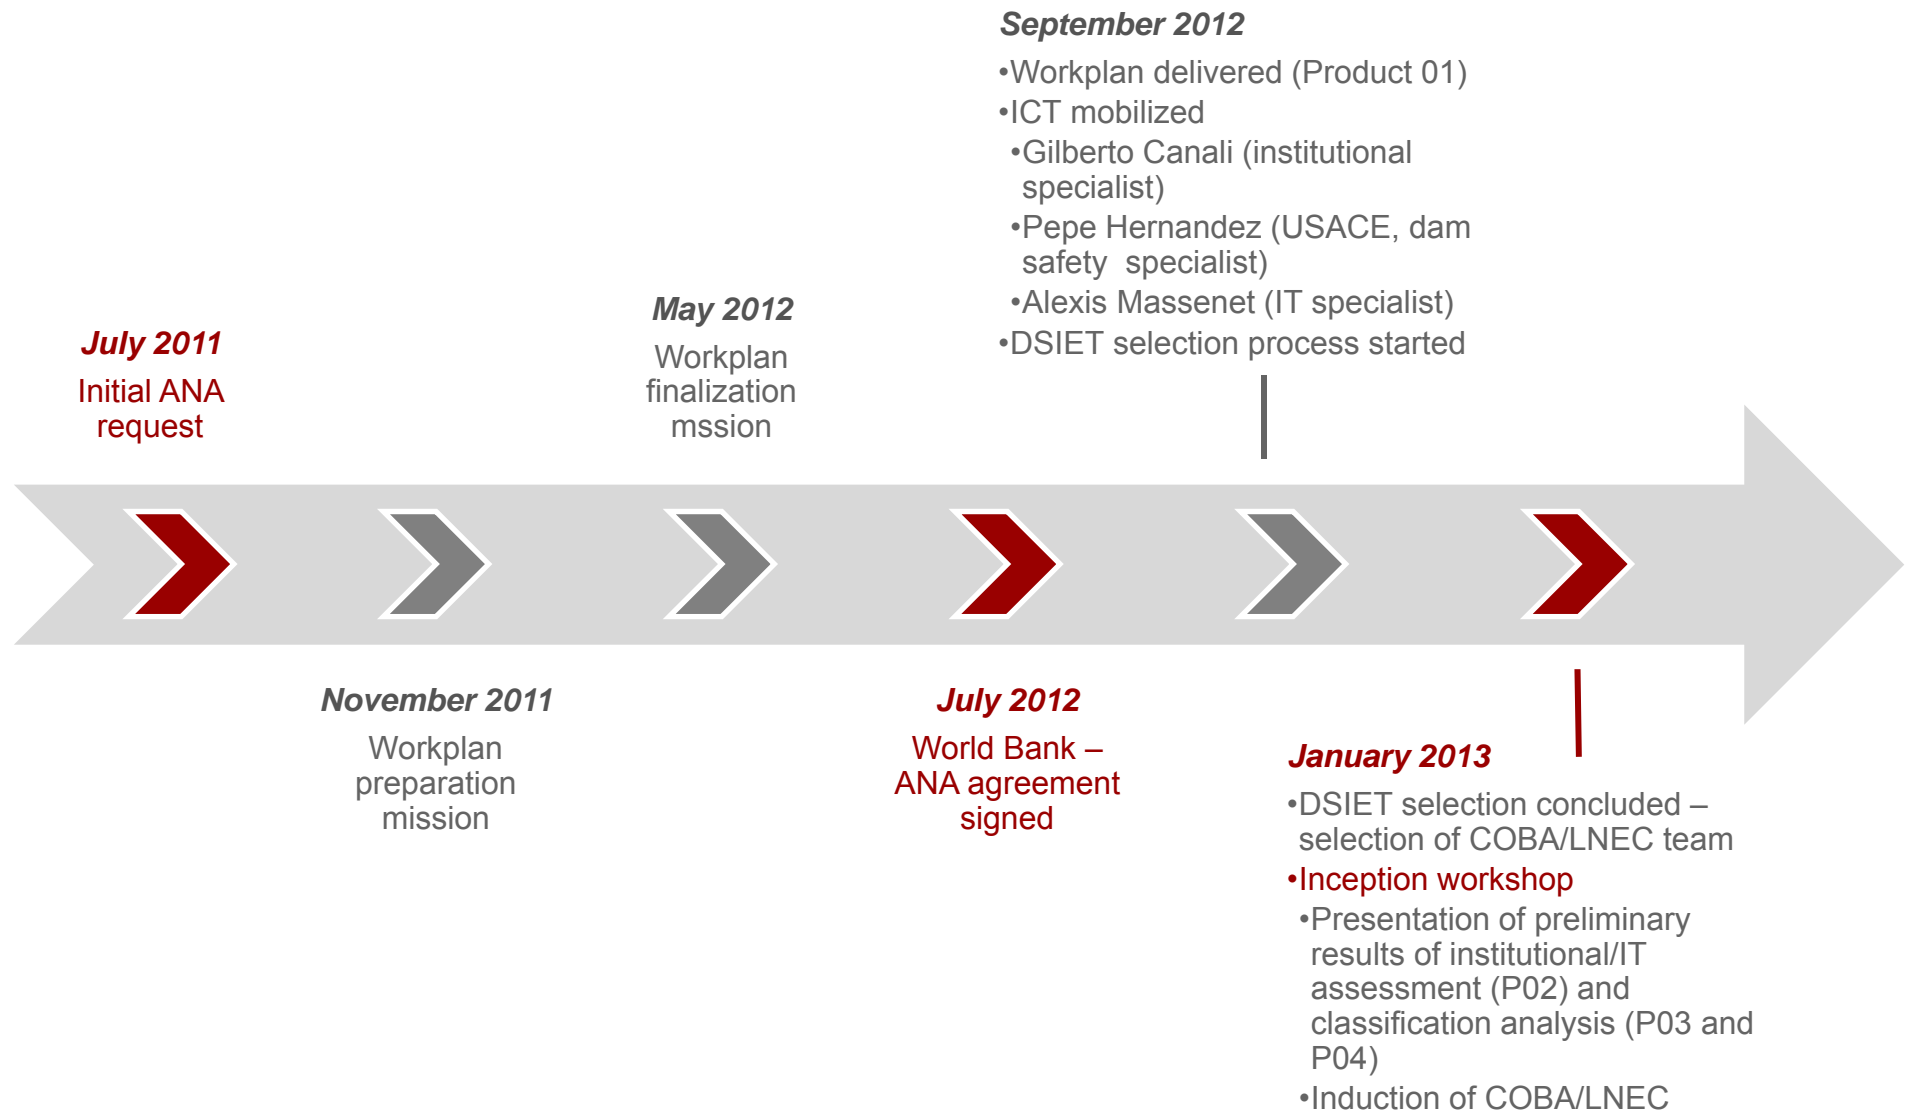 September 2012
•Workplan delivered (Product 01)
•ICT mobilized
•Gilberto Canali (institutional
specialist)
•Pepe Hernandez (USACE, dam
safety  specialist)
•Alexis Massenet (IT specialist)
•DSIET selection process started
May 2012
Workplan
finalization
mssion
July 2011
Initial ANA
request
November 2011
Workplan
preparation
mission
July 2012
World Bank –
ANA agreement
signed
January 2013
•DSIET selection concluded –
selection of COBA/LNEC team
•Inception workshop
•Presentation of preliminary
results of institutional/IT
assessment (P02) and
classification analysis (P03 and
P04)
•Induction of COBA/LNEC